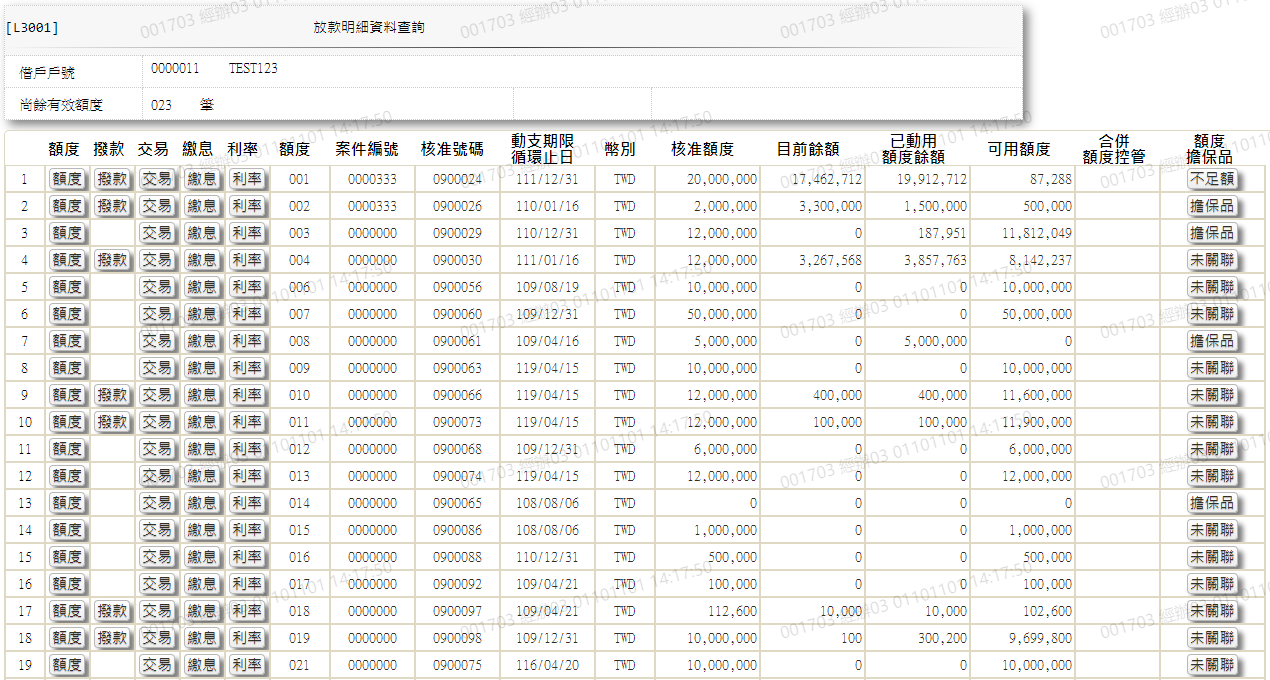 [L3001] 放款明細資料查詢
借戶戶號 0000011 TEST123
尚餘有效額度 023 筆
額度 撥款 交易 繳息 利率 額度 案件編號 核准號碼 動支期限 循環止日 幣別 核准額度 目前餘額 已動用 額度餘額 可用額度 合併 額度控管 額度 擔保品
1 額度 撥款 交易 繳息 利率 001 0000333 0900024 111/12/31 TWD 20,000,000 17,462,712 19,912,712 87,288 不足額
2 額度 撥款 交易 繳息 利率 002 0000333 0900026 110/01/16 TWD 2,000,000 3,300,000 1,500,000 500,000 擔保品
3 額度 交易 繳息 利率 003 0000000 0900029 110/12/31 TWD 12,000,000 0 187,951 11,812,049 擔保品
4 額度 撥款 交易 繳息 利率 004 0000000 0900030 111/01/16 TWD 12,000,000 3,267,568 3,857,763 8,142,237 未關聯
5 額度 交易 繳息 利率 006 0000000 0900056 109/08/19 TWD 10,000,000 0 0 10,000,000 未關聯
6 額度 交易 繳息 利率 007 0000000 0900060 109/12/31 TWD 50,000,000 0 0 50,000,000 未關聯
7 額度 交易 繳息 利率 008 0000000 0900061 109/04/16 TWD 5,000,000 0 5,000,000 0 擔保品
8 額度 交易 繳息 利率 009 0000000 0900063 119/04/15 TWD 10,000,000 0 0 10,000,000 未關聯
9 額度 撥款 交易 繳息 利率 010 0000000 0900066 119/04/15 TWD 12,000,000 400,000 400,000 11,600,000 未關聯
10 額度 撥款 交易 繳息 利率 011 0000000 0900073 119/04/15 TWD 12,000,000 100,000 100,000 11,900,000 未關聯
11 額度 交易 繳息 利率 012 0000000 0900068 109/12/31 TWD 6,000,000 0 0 6,000,000 未關聯
12 額度 交易 繳息 利率 013 0000000 0900074 119/04/15 TWD 12,000,000 0 0 12,000,000 未關聯
13 額度 交易 繳息 利率 014 0000000 0900065 108/08/06 TWD 0 0 0 0 擔保品
14 額度 交易 繳息 利率 015 0000000 0900086 108/08/06 TWD 1,000,000 0 0 1,000,000 未關聯
15 額度 交易 繳息 利率 016 0000000 0900088 110/12/31 TWD 500,000 0 0 500,000 未關聯
16 額度 交易 繳息 利率 017 0000000 0900092 109/04/21 TWD 100,000 0 0 100,000 未關聯
17 額度 撥款 交易 繳息 利率 018 0000000 0900097 109/04/21 TWD 112,600 10,000 10,000 102,600 未關聯
18 額度 撥款 交易 繳息 利率 019 0000000 0900098 109/12/31 TWD 10,000,000 100 300,200 9,699,800 未關聯
19 額度 交易 繳息 利率 021 0000000 0900075 116/04/20 TWD 10,000,000 0 0 10,000,000 未關聯